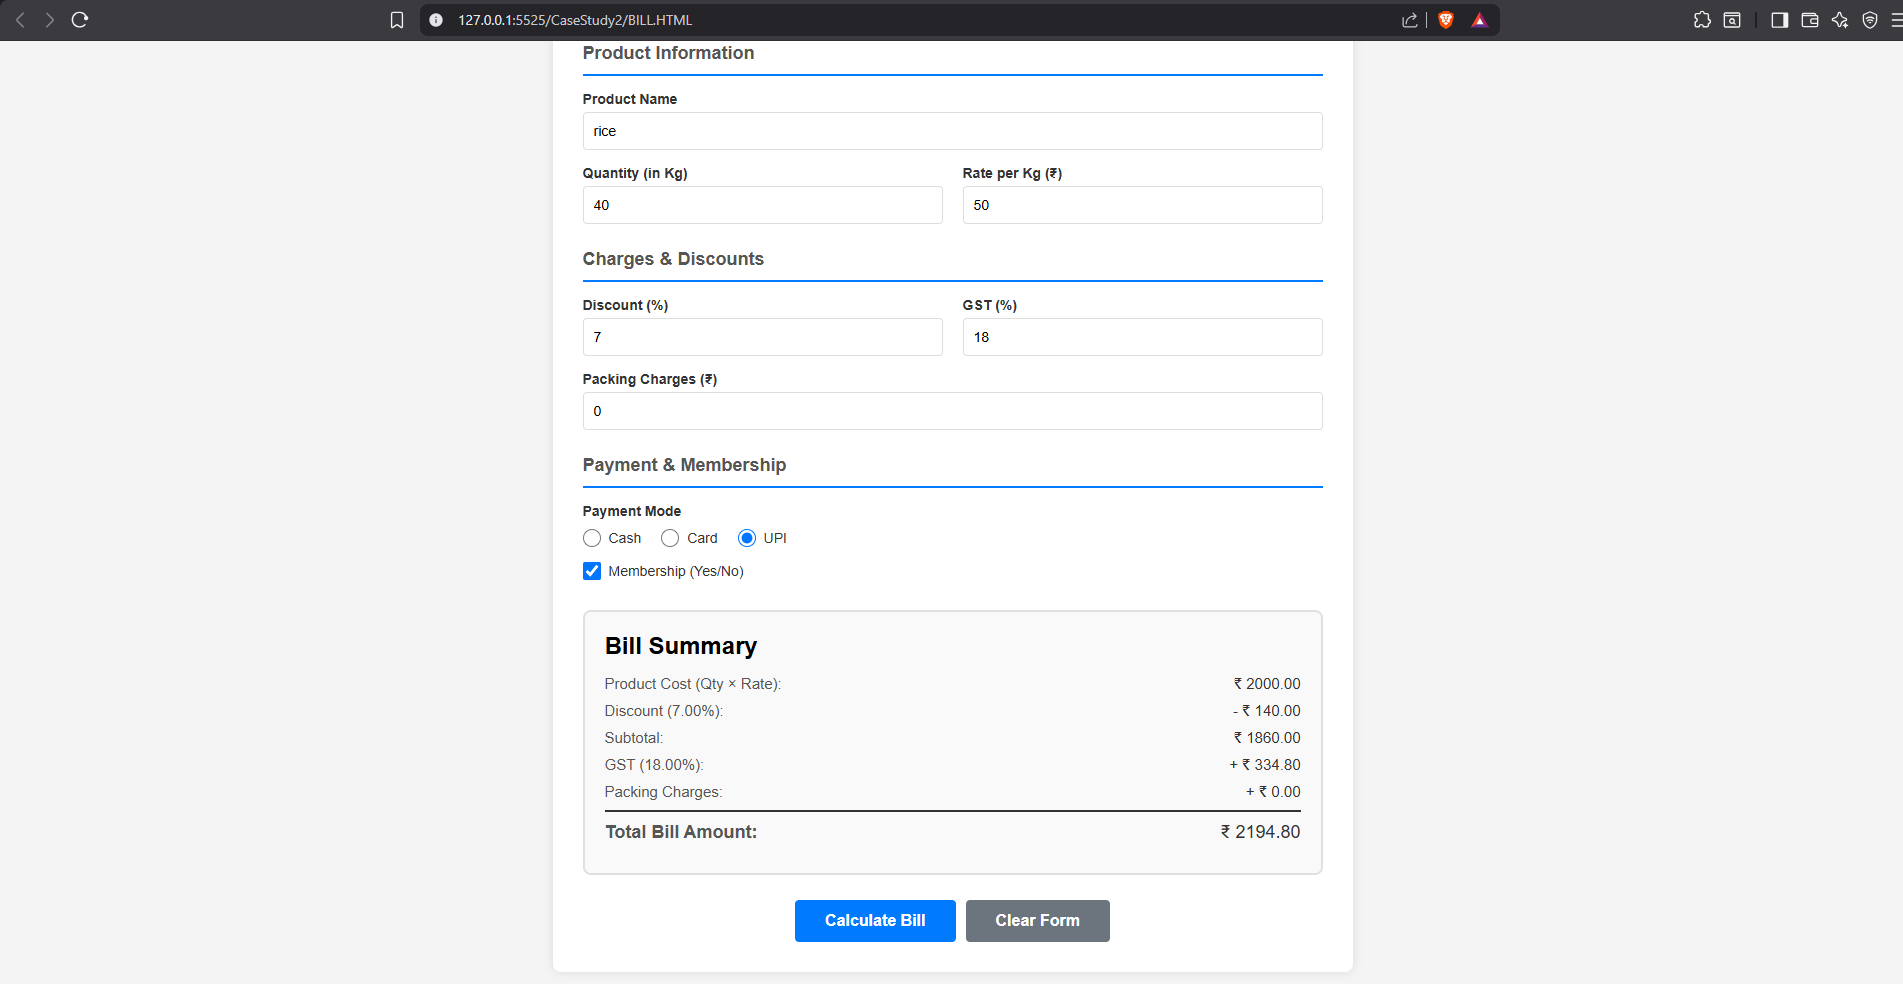 127.0.0.1:5525/CaseStudy2/BILL.HTML
Product Information
Product Name
rice
Quantity (in Kg) Rate per Kg (₹)
40 50
Charges & Discounts
Discount (%) GST (%)
7 18
Packing Charges (₹)
0
Payment & Membership
Payment Mode
Cash Card UPI
Membership (Yes/No)
Bill Summary
Product Cost (Qty × Rate): ₹ 2000.00
Discount (7.00%): - ₹ 140.00
Subtotal: ₹ 1860.00
GST (18.00%): + ₹ 334.80
Packing Charges: + ₹ 0.00
Total Bill Amount: ₹ 2194.80
Calculate Bill Clear Form